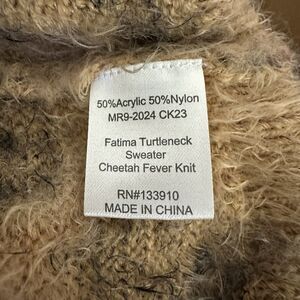 50%Acrylic 50%Nylon
MR9-2024 CK23
Fatima Turtleneck
Sweater
Cheetah Fever Knit
RN#133910
MADE IN CHINA